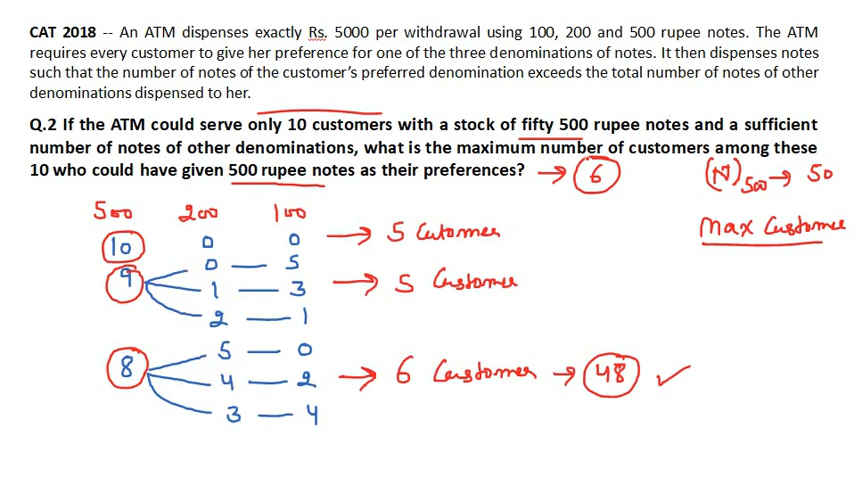 CAT 2018 -- An ATM dispenses exactly Rs. 5000 per withdrawal using 100, 200 and 500 rupee notes. The ATM
requires every customer to give her preference for one of the three denominations of notes. It then dispenses notes
such that the number of notes of the customer's preferred denomination exceeds the total number of notes of other
denominations dispensed to her.
Q.2 If the ATM could serve only 10 customers with a stock of fifty 500 rupee notes and a sufficient
number of notes of other denominations, what is the maximum number of customers among these
10 who could have given 500 rupee notes as their preferences? → 6
(N)500 → 50
500 200 100
Max Customer
10 0 0 → 5 Cutomer
9 0 — 5
1 — 3 → 5 Customer
2 — 1
8 5 — 0
4 — 2 → 6 Customer → 48 ✓
3 — 4